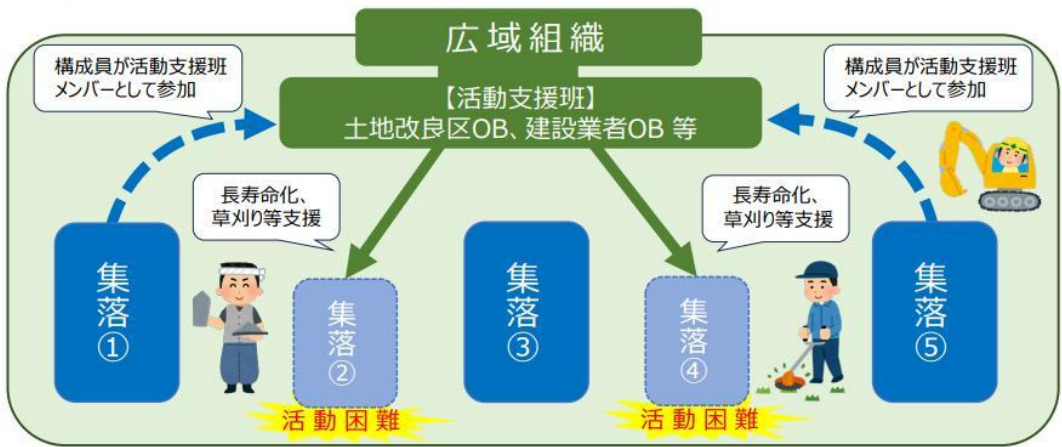 広域組織
【活動支援班】
土地改良区OB、建設業者OB 等
構成員が活動支援班
メンバーとして参加
構成員が活動支援班
メンバーとして参加
長寿命化、
草刈り等支援
長寿命化、
草刈り等支援
集落①
集落②
集落③
集落④
集落⑤
活動困難
活動困難